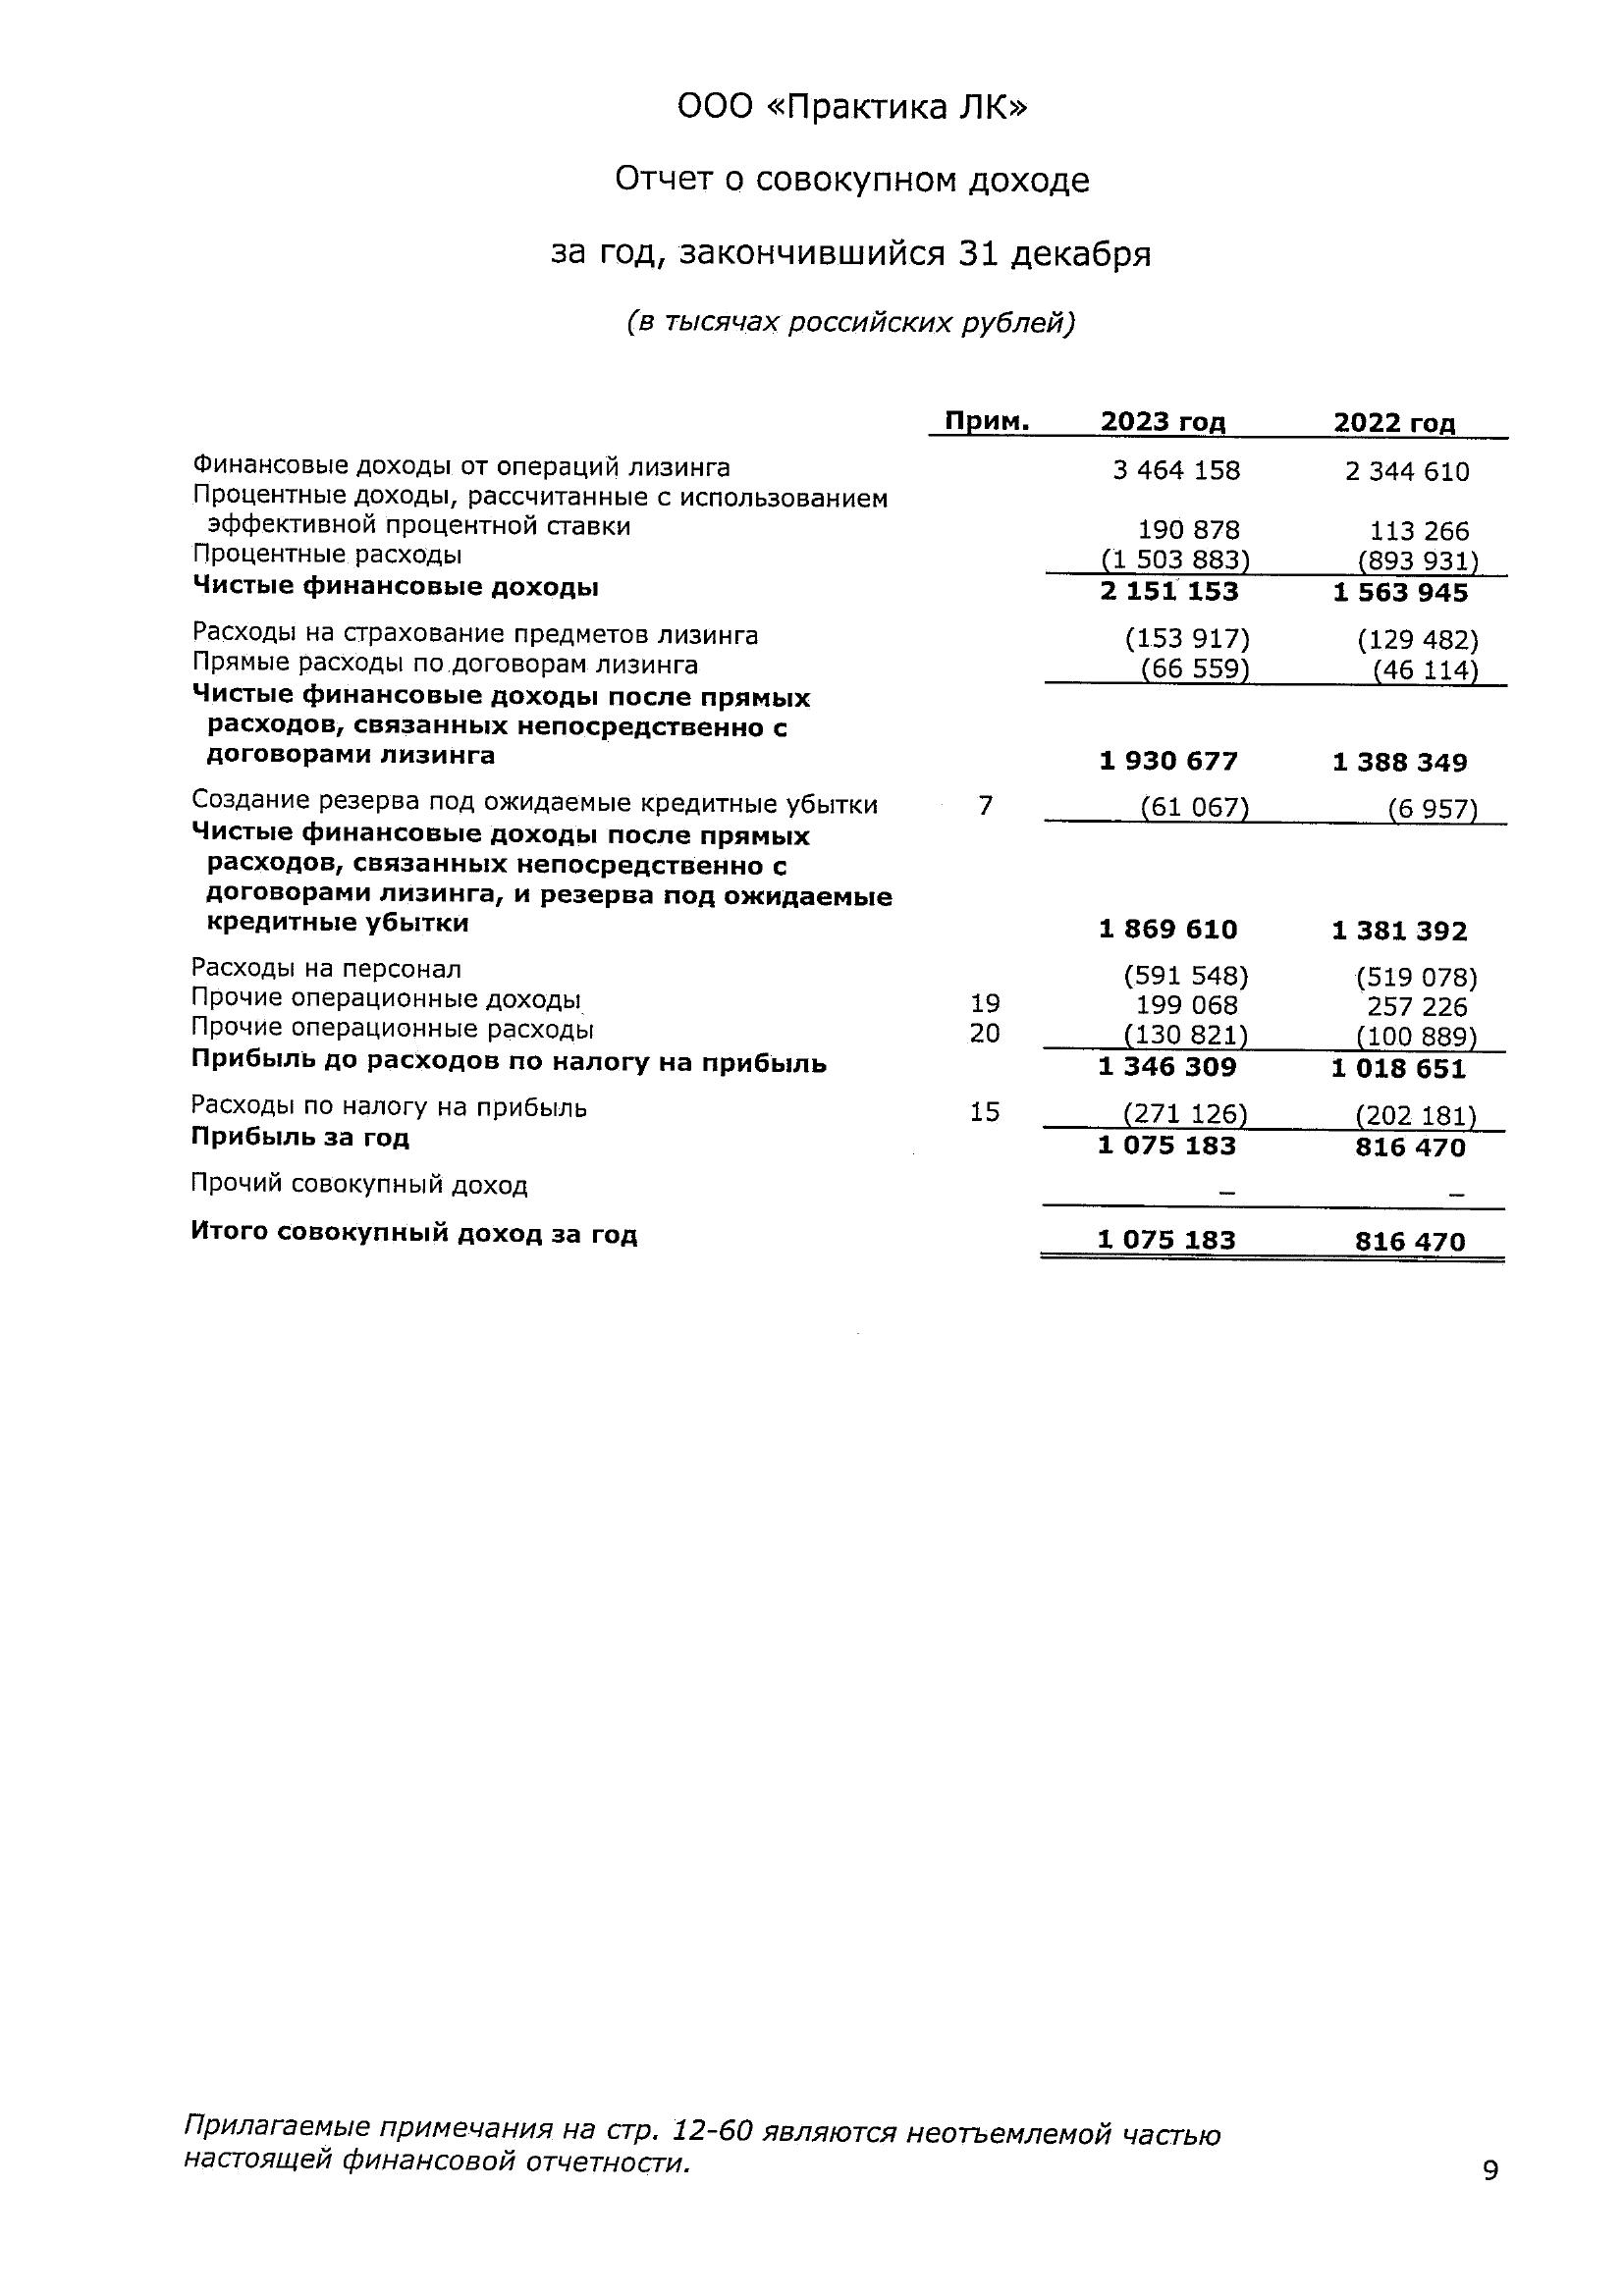 ООО «Практика ЛК»
Отчет о совокупном доходе
за год, закончившийся 31 декабря
(в тысячах российских рублей)
Прим. 2023 год 2022 год
Финансовые доходы от операций лизинга 3 464 158 2 344 610
Процентные доходы, рассчитанные с использованием
эффективной процентной ставки 190 878 113 266
Процентные расходы (1 503 883) (893 931)
Чистые финансовые доходы 2 151 153 1 563 945
Расходы на страхование предметов лизинга (153 917) (129 482)
Прямые расходы по договорам лизинга (66 559) (46 114)
Чистые финансовые доходы после прямых
расходов, связанных непосредственно с
договорами лизинга 1 930 677 1 388 349
Создание резерва под ожидаемые кредитные убытки 7 (61 067) (6 957)
Чистые финансовые доходы после прямых
расходов, связанных непосредственно с
договорами лизинга, и резерва под ожидаемые
кредитные убытки 1 869 610 1 381 392
Расходы на персонал (591 548) (519 078)
Прочие операционные доходы 19 199 068 257 226
Прочие операционные расходы 20 (130 821) (100 889)
Прибыль до расходов по налогу на прибыль 1 346 309 1 018 651
Расходы по налогу на прибыль 15 (271 126) (202 181)
Прибыль за год 1 075 183 816 470
Прочий совокупный доход – –
Итого совокупный доход за год 1 075 183 816 470
Прилагаемые примечания на стр. 12-60 являются неотъемлемой частью
настоящей финансовой отчетности.
9